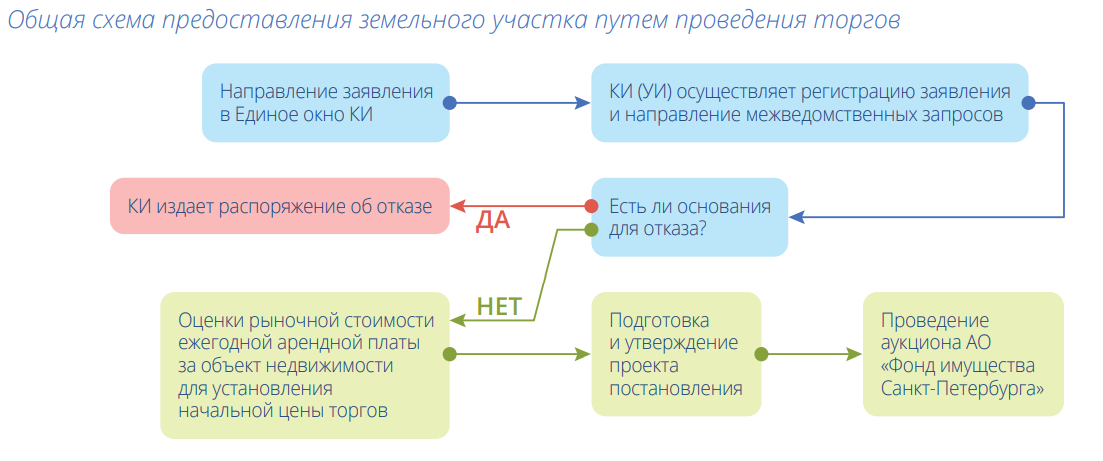 Общая схема предоставления земельного участка путем проведения торгов
Направление заявления
в Единое окно КИ
КИ (УИ) осуществляет регистрацию заявления
и направление межведомственных запросов
КИ издает распоряжение об отказе
ДА
Есть ли основания
для отказа?
НЕТ
Оценки рыночной стоимости
ежегодной арендной платы
за объект недвижимости
для установления
начальной цены торгов
Подготовка
и утверждение
проекта
постановления
Проведение
аукциона АО
«Фонд имущества
Санкт-Петербурга»